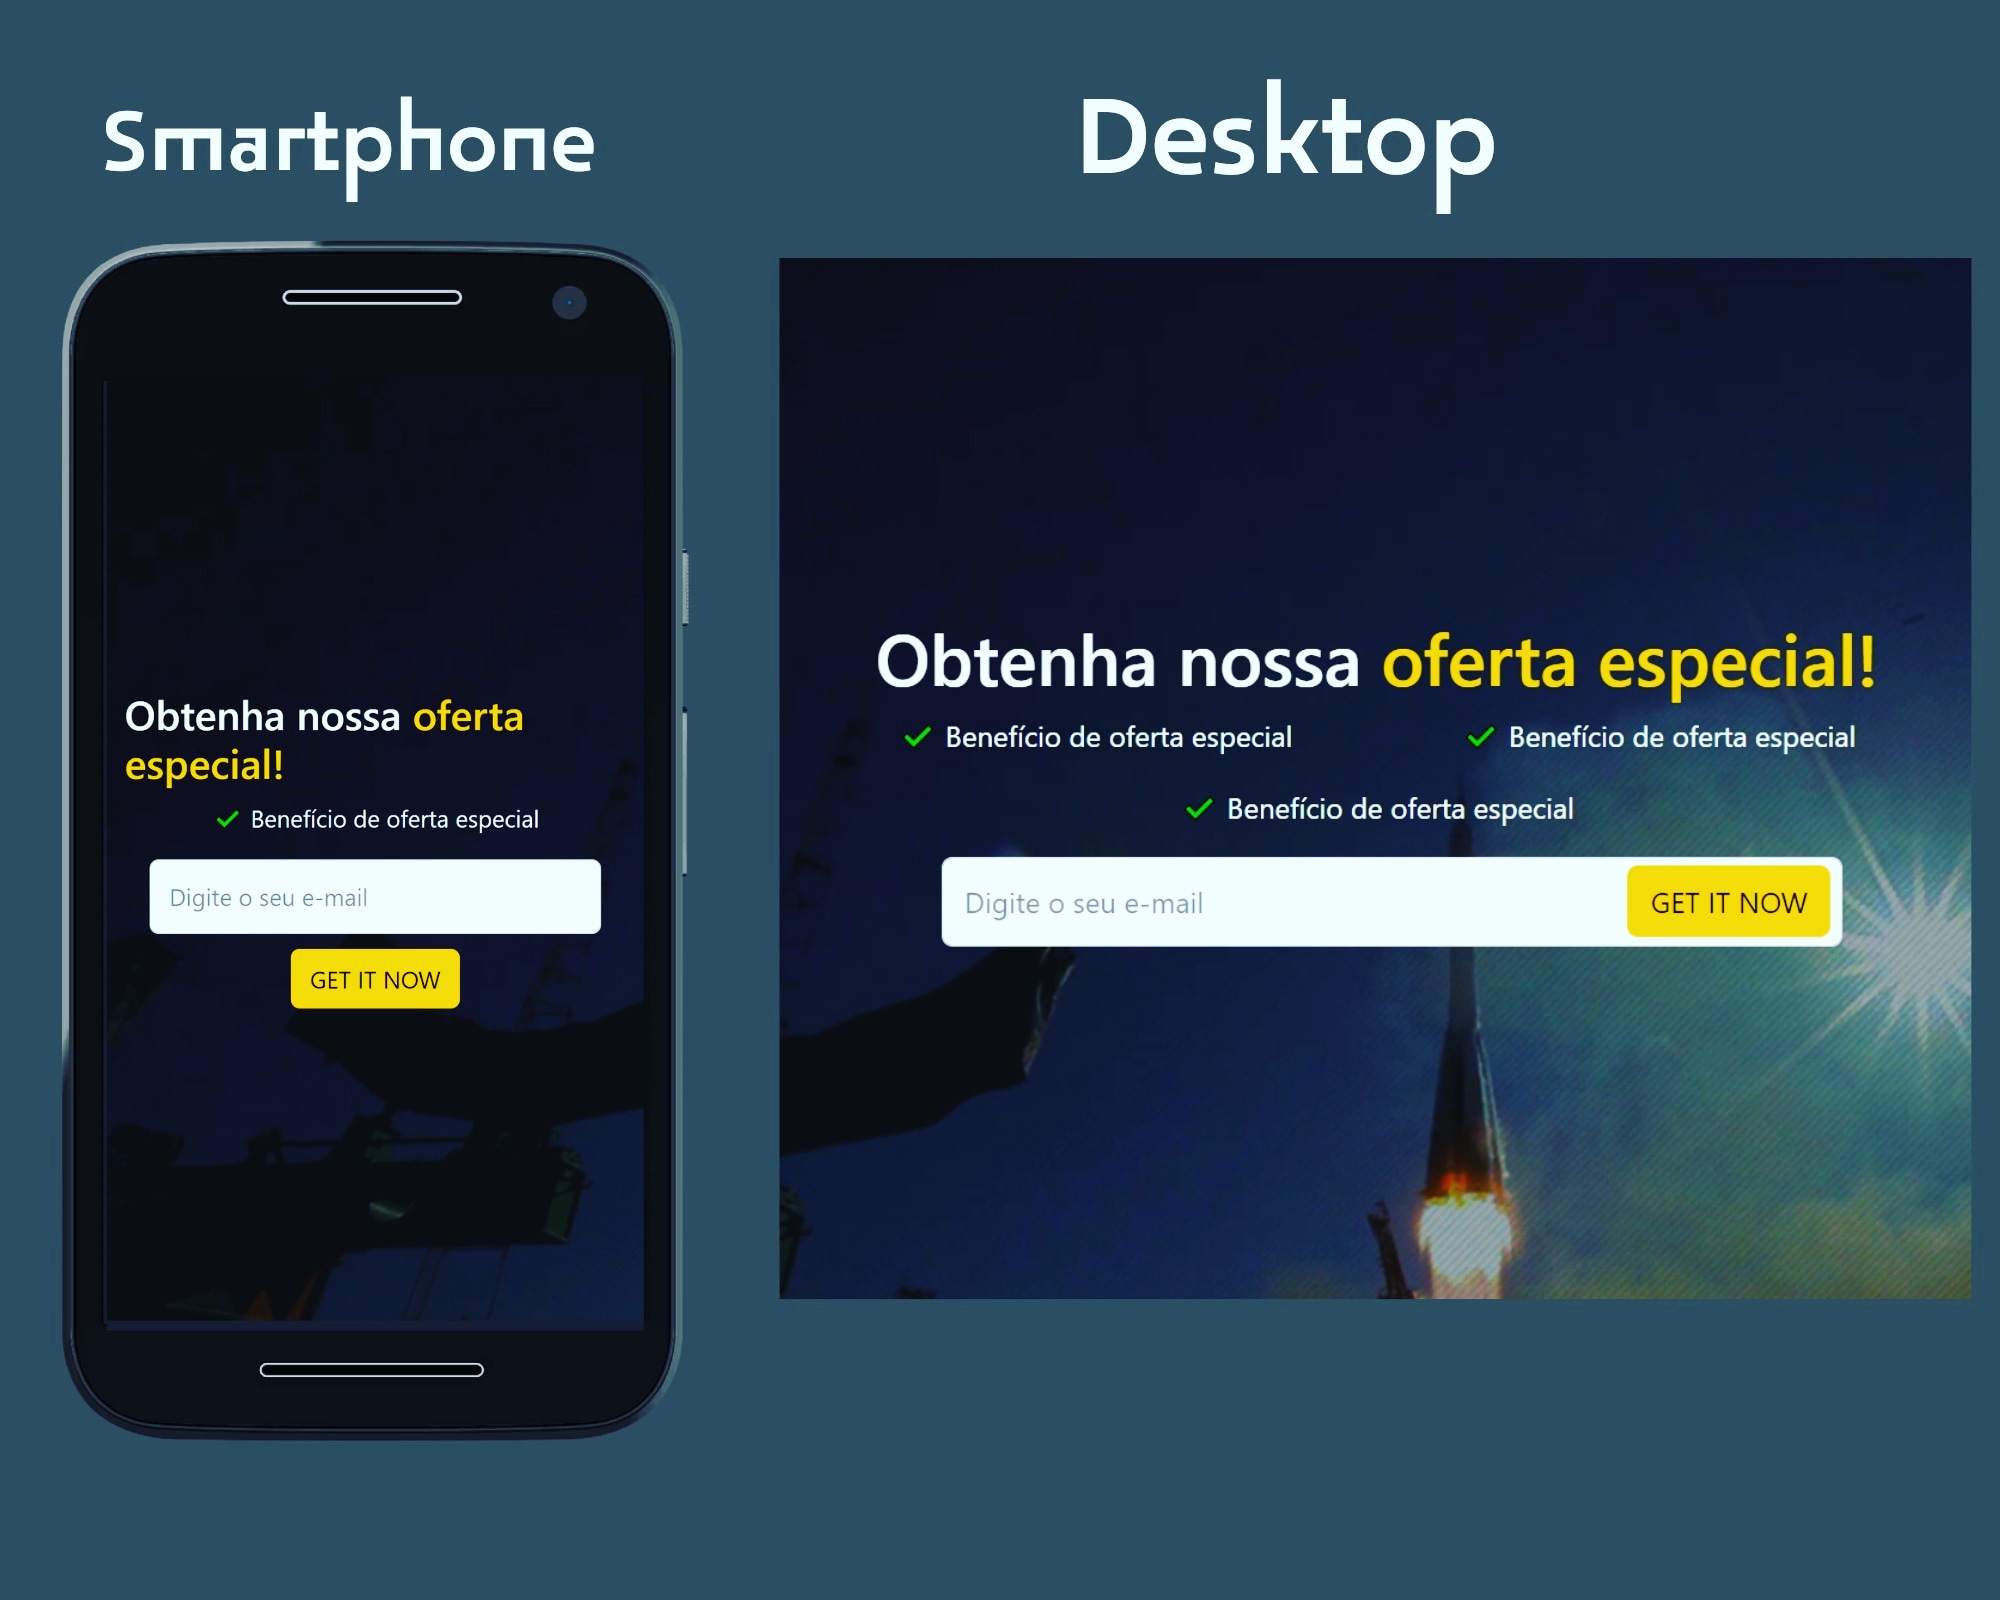 Smartphone
Desktop
Obtenha nossa oferta
especial!
Benefício de oferta especial
Digite o seu e-mail
GET IT NOW
Obtenha nossa oferta especial!
Benefício de oferta especial
Benefício de oferta especial
Benefício de oferta especial
Digite o seu e-mail
GET IT NOW